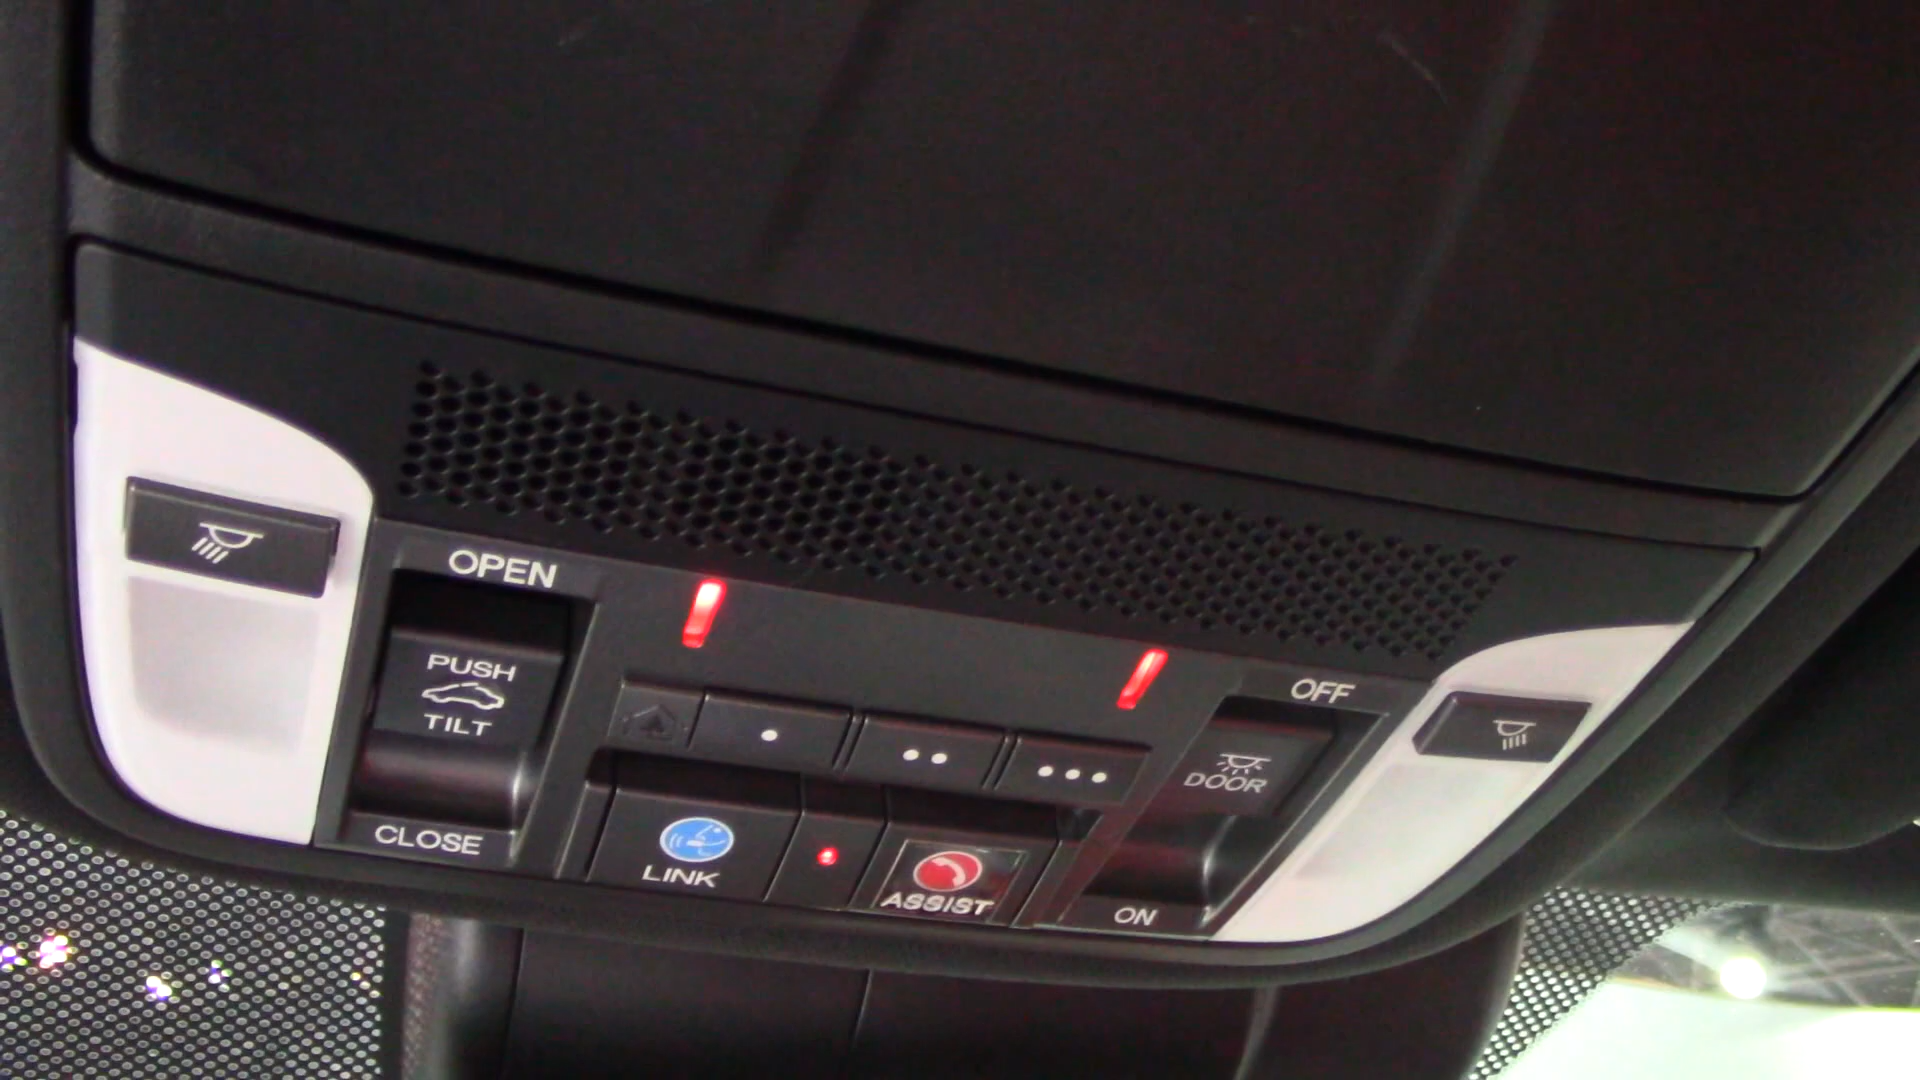 OPEN
PUSH
TILT
CLOSE
LINK
ASSIST
OFF
DOOR
ON